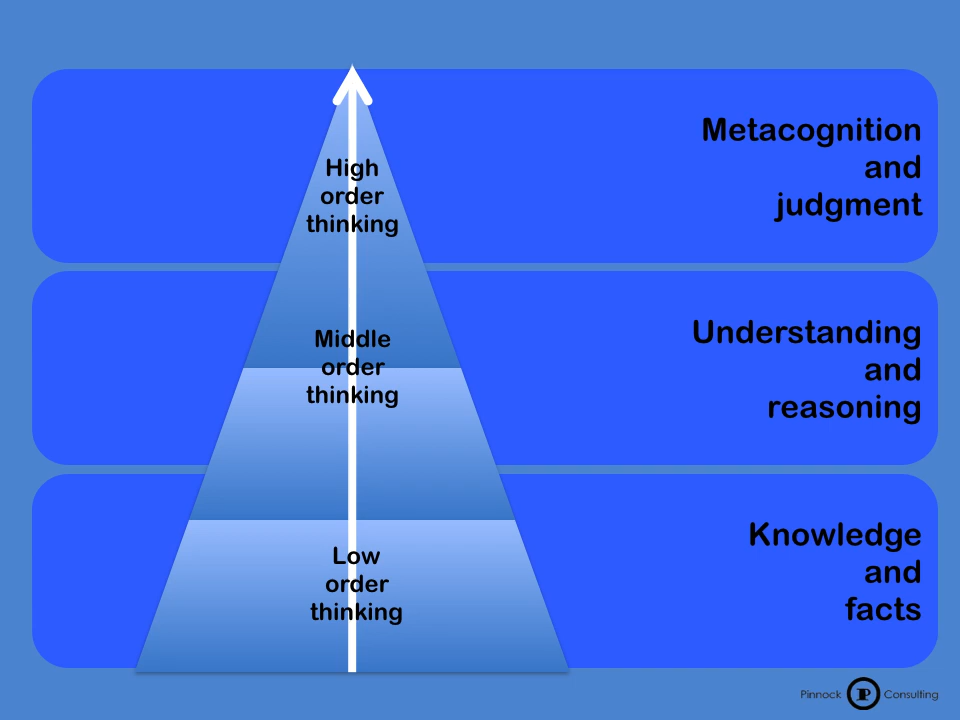 High
order
thinking
Metacognition
and
judgment
Middle
order
thinking
Understanding
and
reasoning
Low
order
thinking
Knowledge
and
facts
Pinnock P Consulting